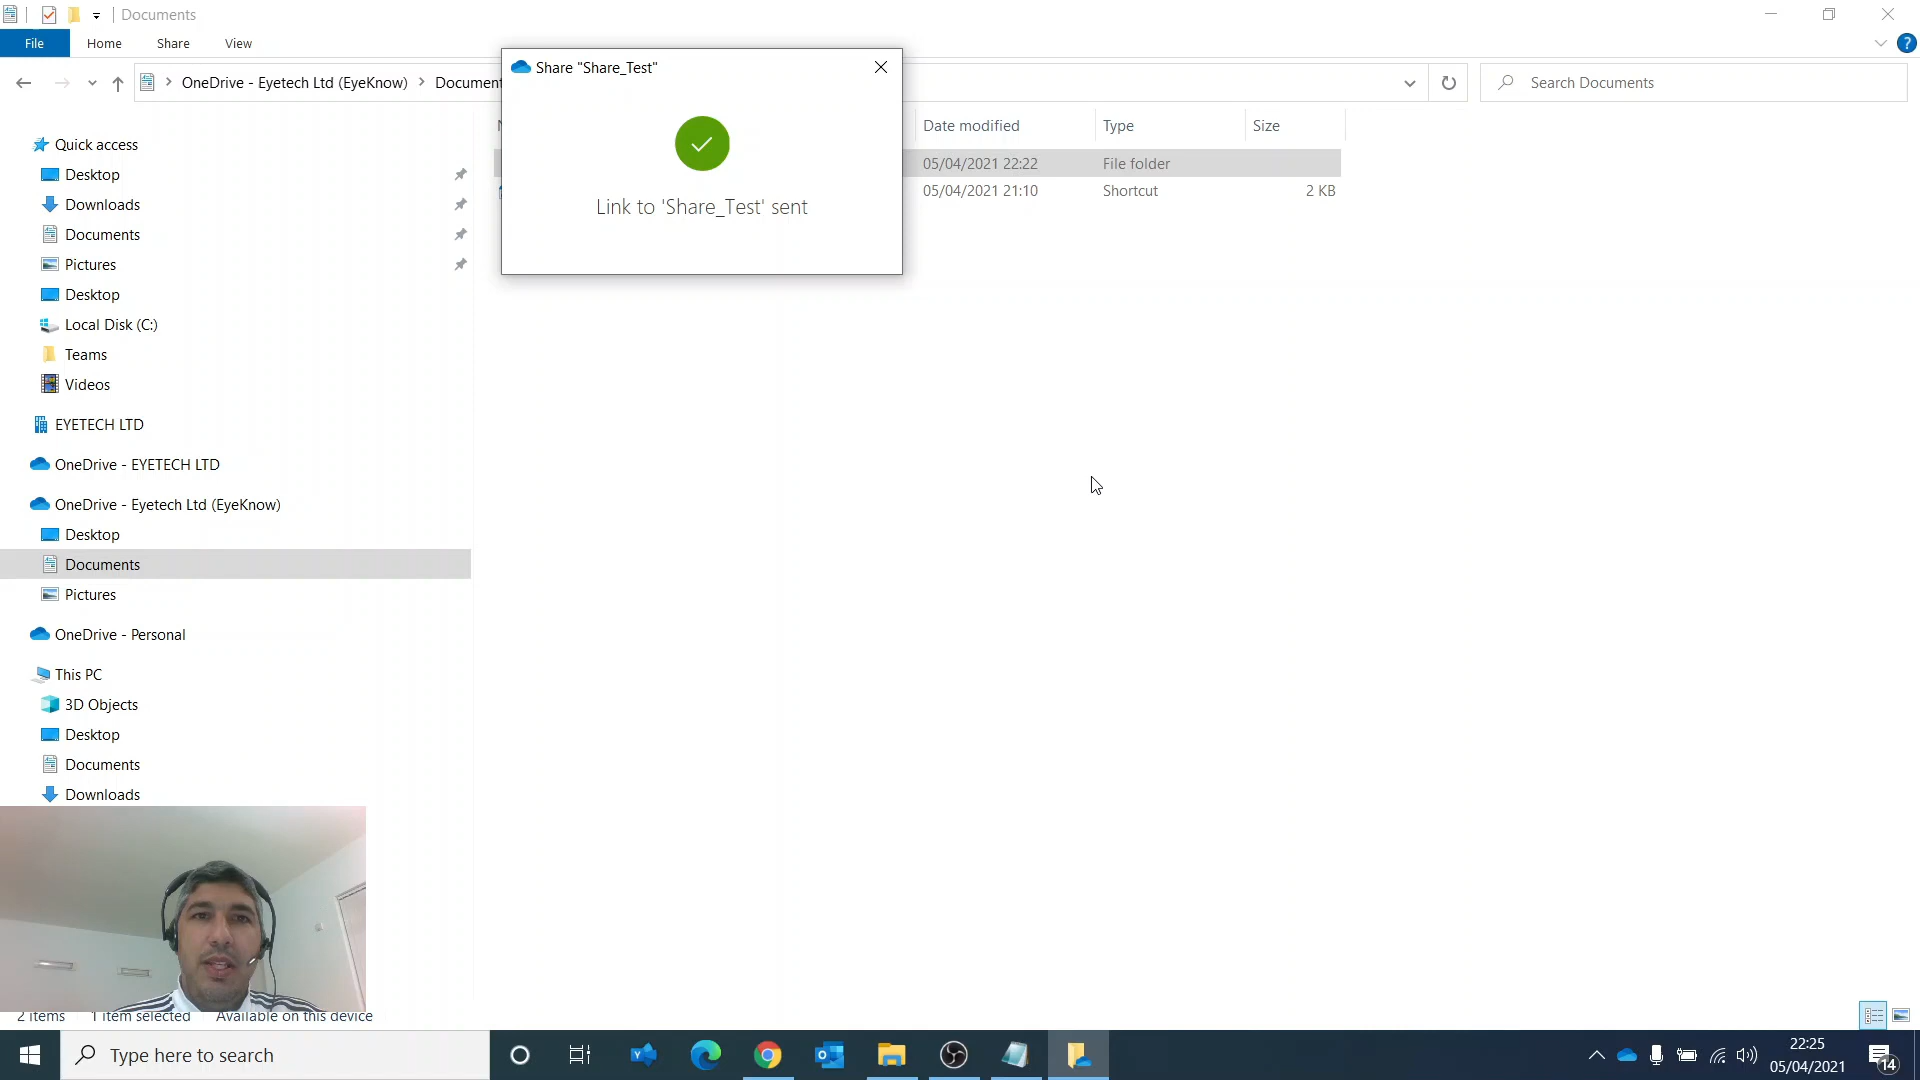 Documents
File
Home
Share
View
OneDrive - Eyetech Ltd (EyeKnow)
Search Documents
Share "Share_Test"
Link to 'Share_Test' sent
Date modified
Type
Size
05/04/2021 22:22
File folder
05/04/2021 21:10
Shortcut
2 KB
Quick access
Desktop
Downloads
Documents
Pictures
Desktop
Local Disk (C:)
Teams
Videos
EYETECH LTD
OneDrive - EYETECH LTD
OneDrive - Eyetech Ltd (EyeKnow)
Desktop
Documents
Pictures
OneDrive - Personal
This PC
3D Objects
Desktop
Documents
Downloads
2 items
1 item selected
Available on this device
Type here to search
22:25
05/04/2021
14